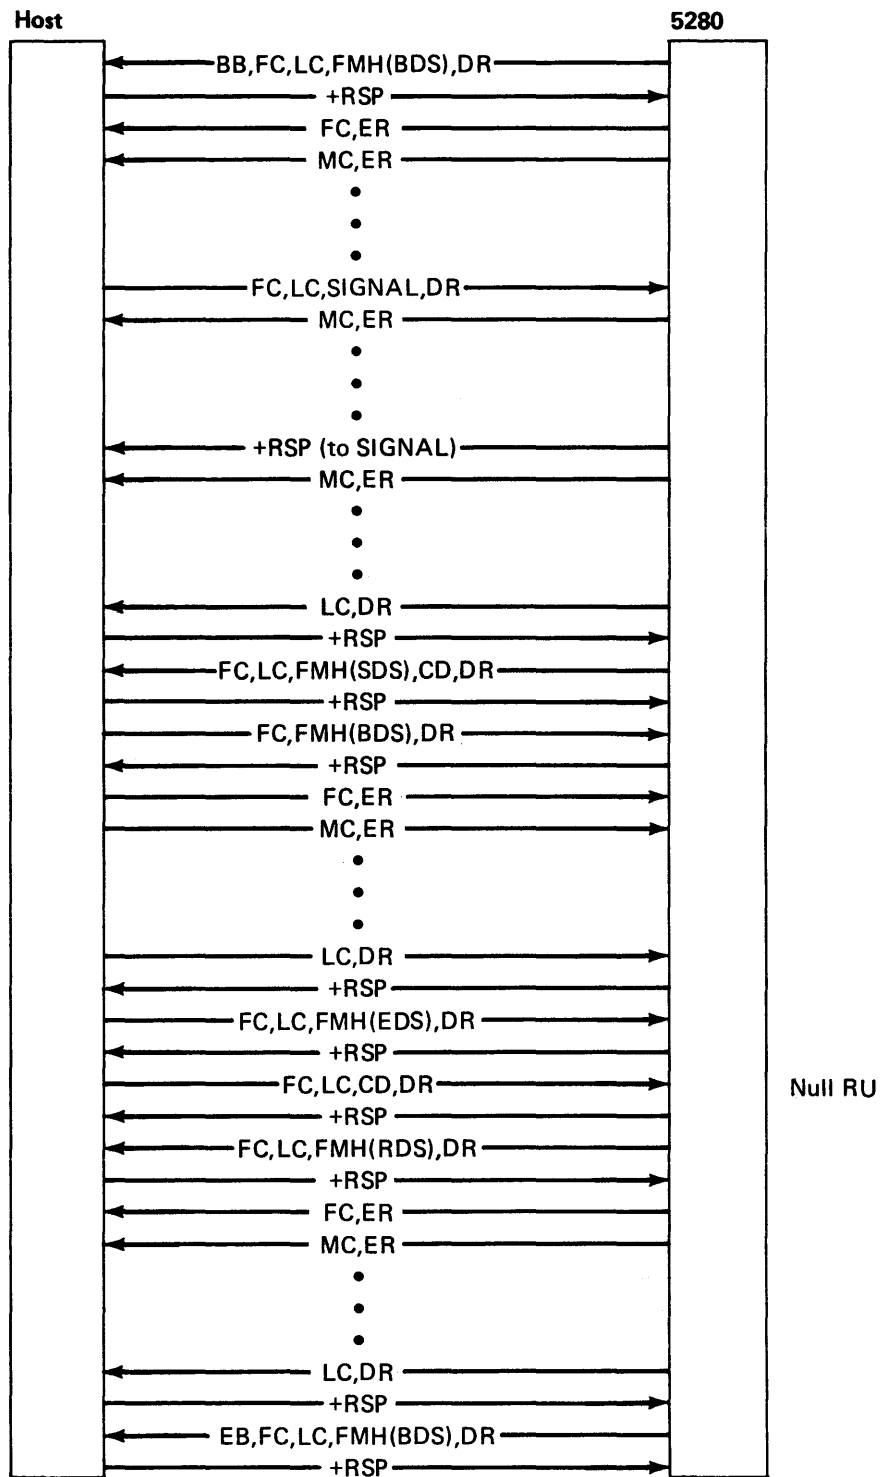 Host 5280
BB,FC,LC,FMH(BDS),DR
+RSP
FC,ER
MC,ER
FC,LC,SIGNAL,DR
MC,ER
+RSP (to SIGNAL)
MC,ER
LC,DR
+RSP
FC,LC,FMH(SDS),CD,DR
+RSP
FC,FMH(BDS),DR
+RSP
FC,ER
MC,ER
LC,DR
+RSP
FC,LC,FMH(EDS),DR
+RSP
FC,LC,CD,DR Null RU
+RSP
FC,LC,FMH(RDS),DR
+RSP
FC,ER
MC,ER
LC,DR
+RSP
EB,FC,LC,FMH(BDS),DR
+RSP